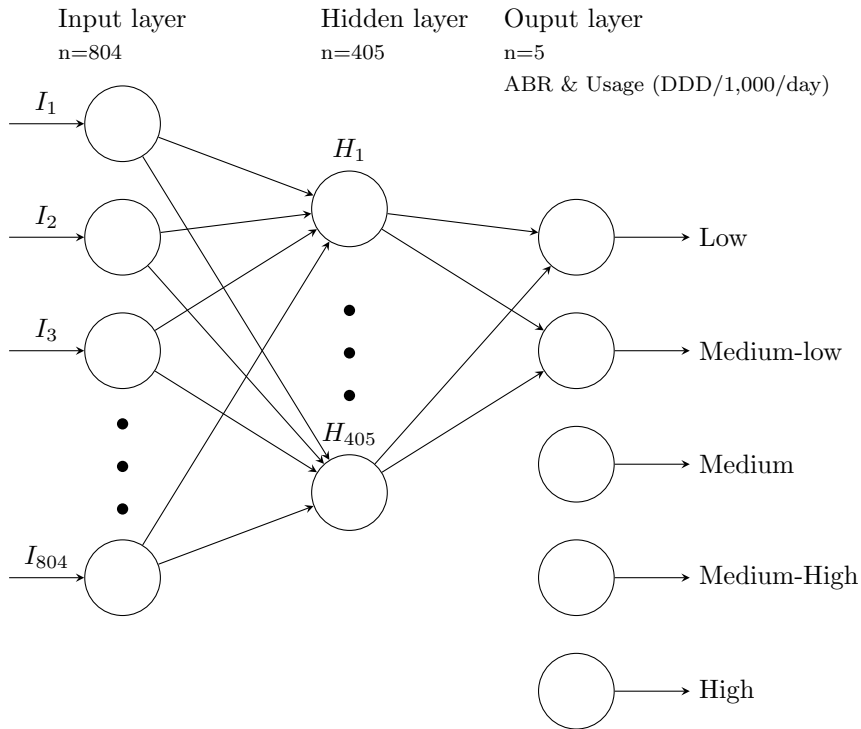 Input layer
n=804
Hidden layer
n=405
Ouput layer
n=5
ABR & Usage (DDD/1,000/day)
I₁
I₂
I₃
I₈₀₄
H₁
H₄₀₅
Low
Medium-low
Medium
Medium-High
High